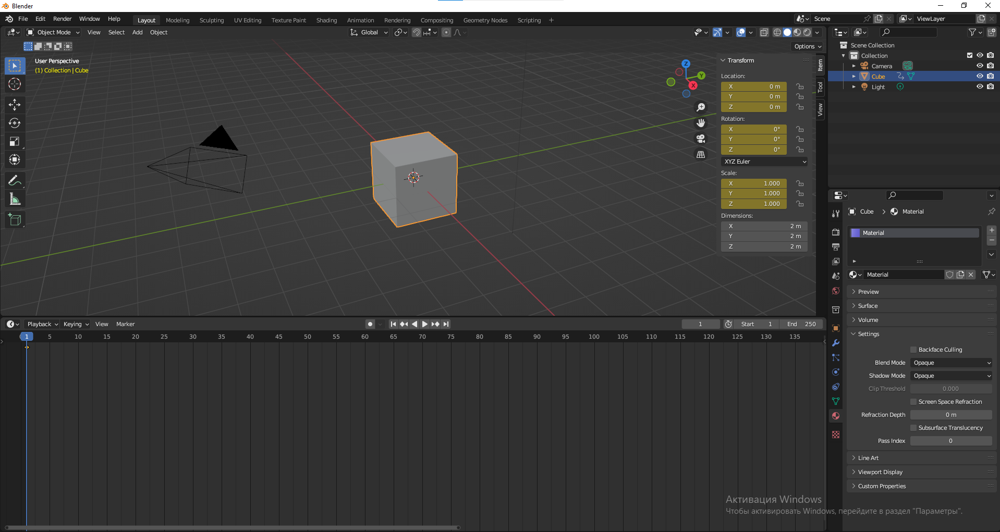 Blender
File Edit Render Window Help Layout Modeling Sculpting UV Editing Texture Paint Shading Animation Rendering Compositing Geometry Nodes Scripting + Scene ViewLayer
Object Mode View Select Add Object Global
Options
User Perspective
(1) Collection | Cube
Z
Y
X
Transform
Location:
X 0 m
Y 0 m
Z 0 m
Rotation:
X 0°
Y 0°
Z 0°
XYZ Euler
Scale:
X 1.000
Y 1.000
Z 1.000
Dimensions:
X 2 m
Y 2 m
Z 2 m
Item
Tool
View
Scene Collection
Collection
Camera
Cube
Light
Cube Material
Material
Material
Preview
Surface
Volume
Settings
Backface Culling
Blend Mode Opaque
Shadow Mode Opaque
Clip Threshold 0.000
Screen Space Refraction
Refraction Depth 0 m
Subsurface Translucency
Pass Index 0
Line Art
Viewport Display
Custom Properties
Playback Keying View Marker 1 Start 1 End 250
1 5 10 15 20 25 30 35 40 45 50 55 60 65 70 75 80 85 90 95 100 105 110 115 120 125 130 135
Активация Windows
Чтобы активировать Windows, перейдите в раздел "Параметры".